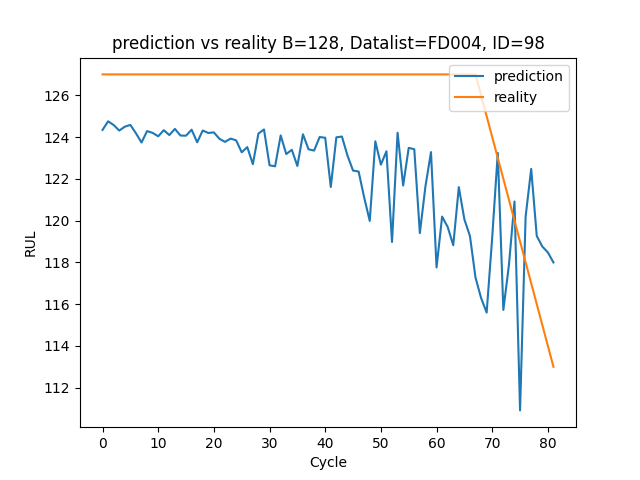 prediction vs reality B=128, Datalist=FD004, ID=98
prediction
reality
RUL
126
124
122
120
118
116
114
112
0 10 20 30 40 50 60 70 80
Cycle